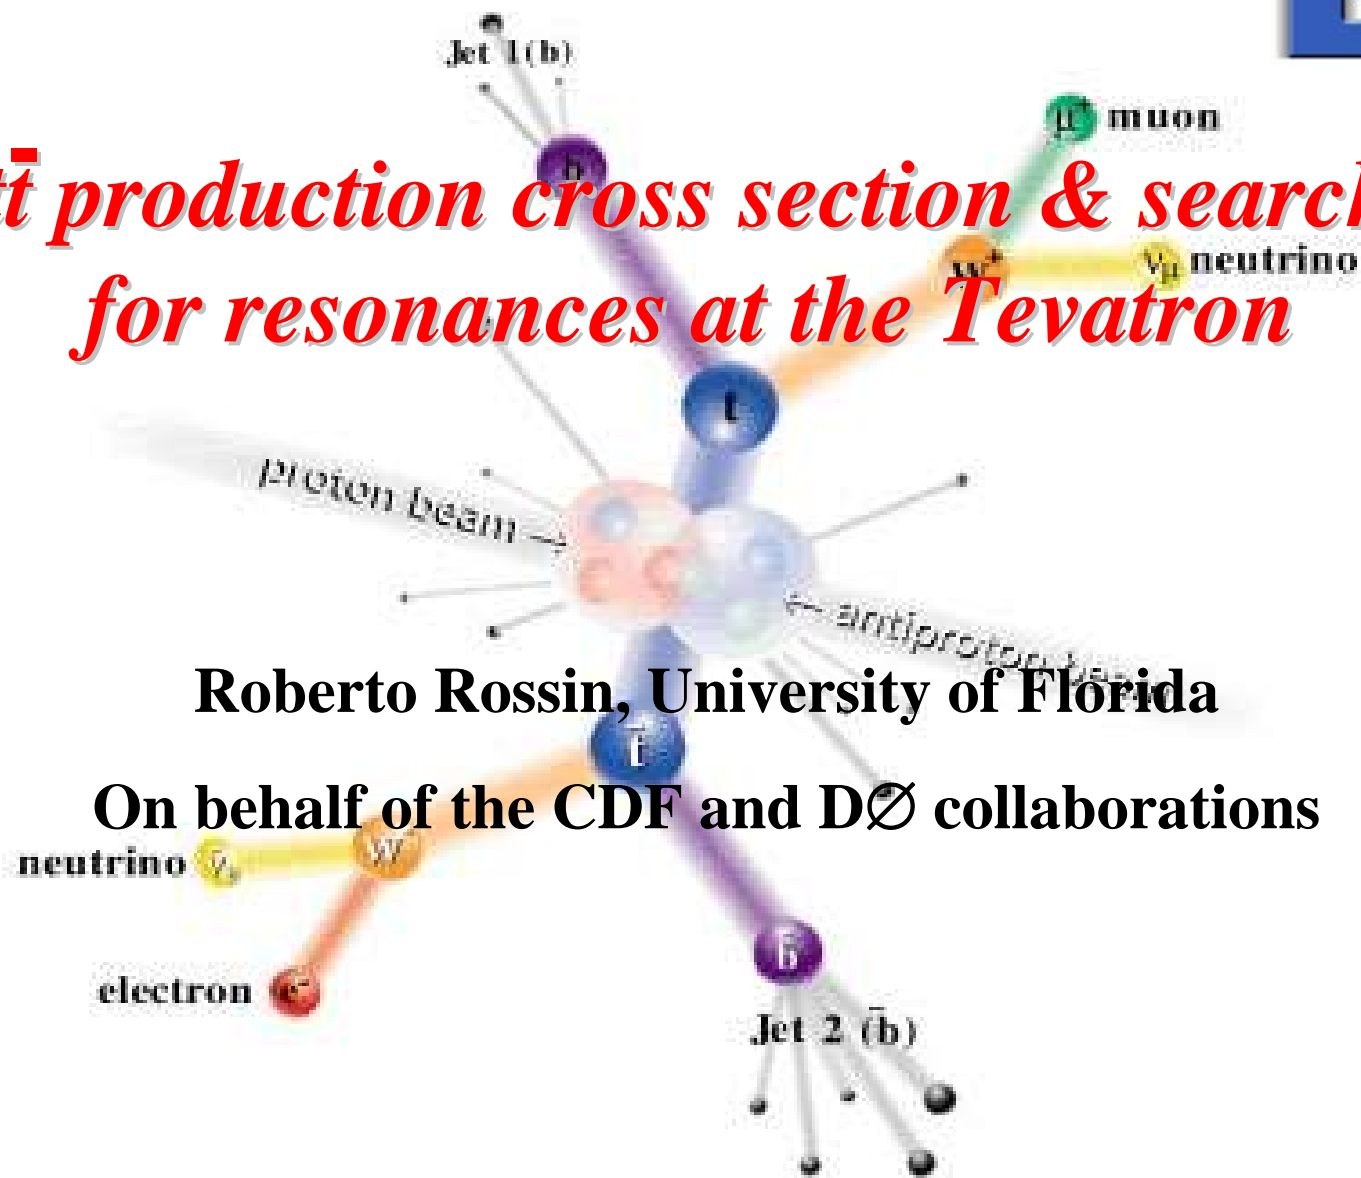 Jet 1(b)
b
μ⁺ muon
tt̄ production cross section & search
W⁺
νμ neutrino
for resonances at the Tevatron
t
proton beam →
← antiproton beam
Roberto Rossin, University of Florida
t̄
On behalf of the CDF and D∅ collaborations
neutrino
W
b̄
electron e⁻
Jet 2 (b̄)